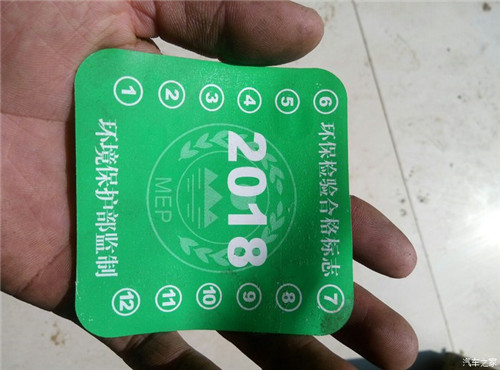 ⑥ 环保检验合格标志 ⑦
⑤ ⑧
④ 2018 ⑨
③ ⑩
② MEP ⑪
① 环境保护部监制 ⑫
汽车之家